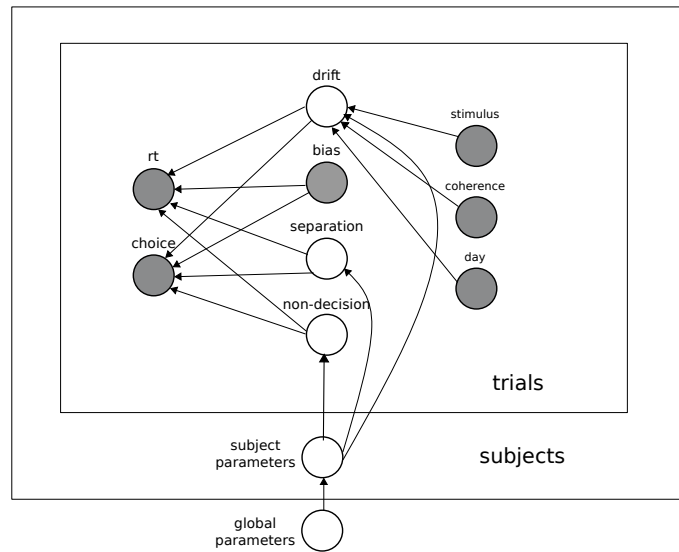 drift
stimulus
rt
bias
coherence
separation
choice
day
non-decision
trials
subject
parameters
subjects
global
parameters